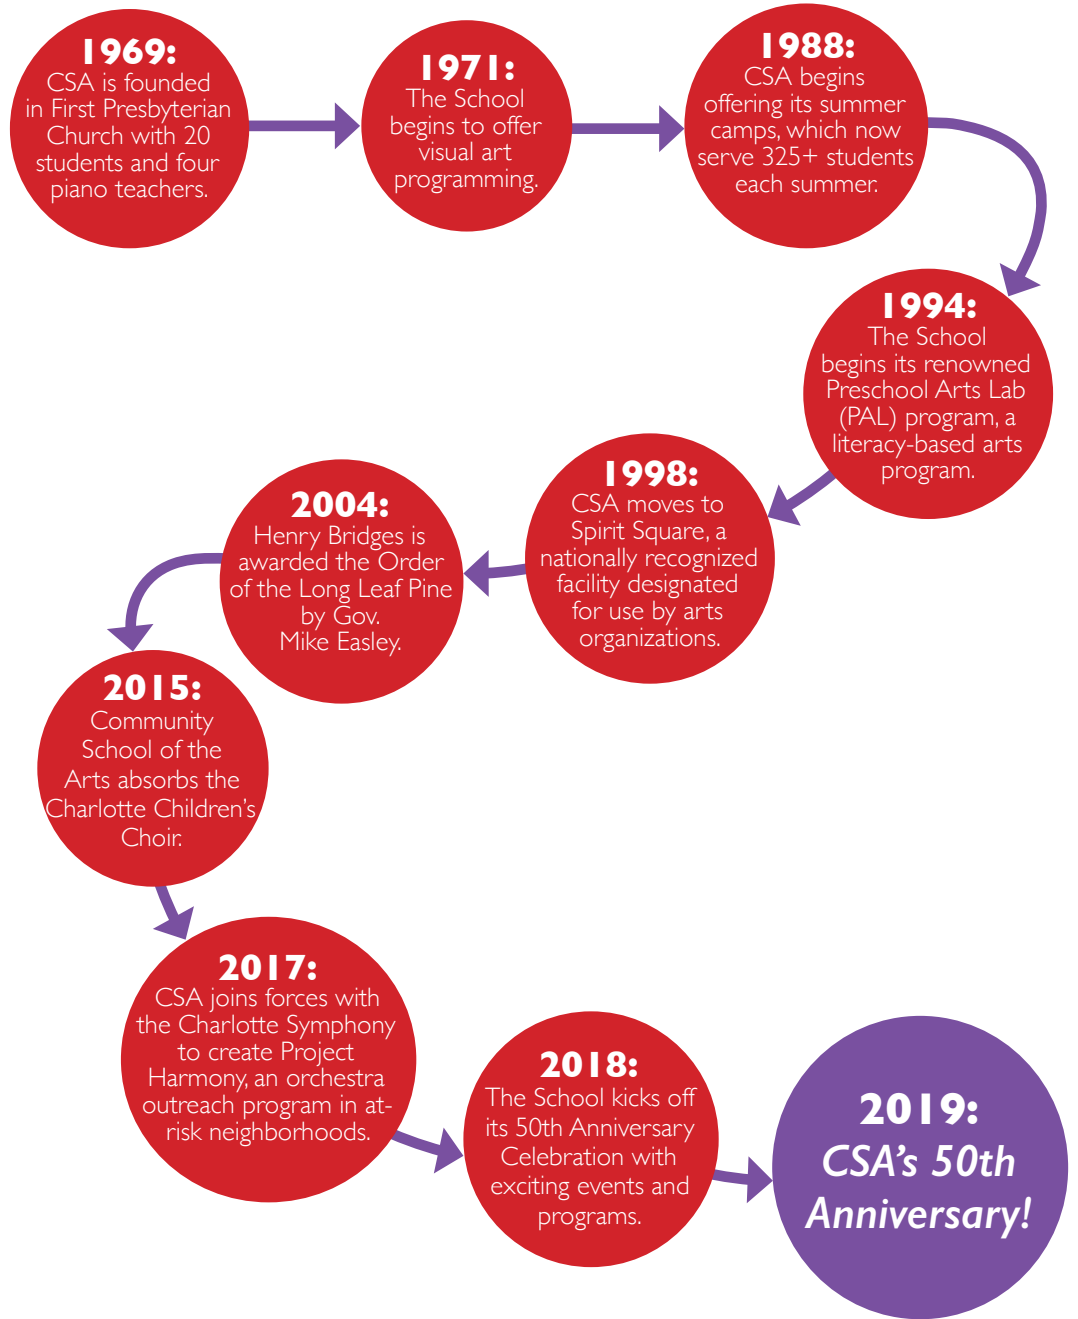 1969:
CSA is founded
in First Presbyterian
Church with 20
students and four
piano teachers.
1971:
The School
begins to offer
visual art
programming.
1988:
CSA begins
offering its summer
camps, which now
serve 325+ students
each summer.
1994:
The School
begins its renowned
Preschool Arts Lab
(PAL) program, a
literacy-based arts
program.
1998:
CSA moves to
Spirit Square, a
nationally recognized
facility designated
for use by arts
organizations.
2004:
Henry Bridges is
awarded the Order
of the Long Leaf Pine
by Gov.
Mike Easley.
2015:
Community
School of the
Arts absorbs the
Charlotte Children's
Choir.
2017:
CSA joins forces with
the Charlotte Symphony
to create Project
Harmony, an orchestra
outreach program in at-
risk neighborhoods.
2018:
The School kicks off
its 50th Anniversary
Celebration with
exciting events and
programs.
2019:
CSA's 50th
Anniversary!